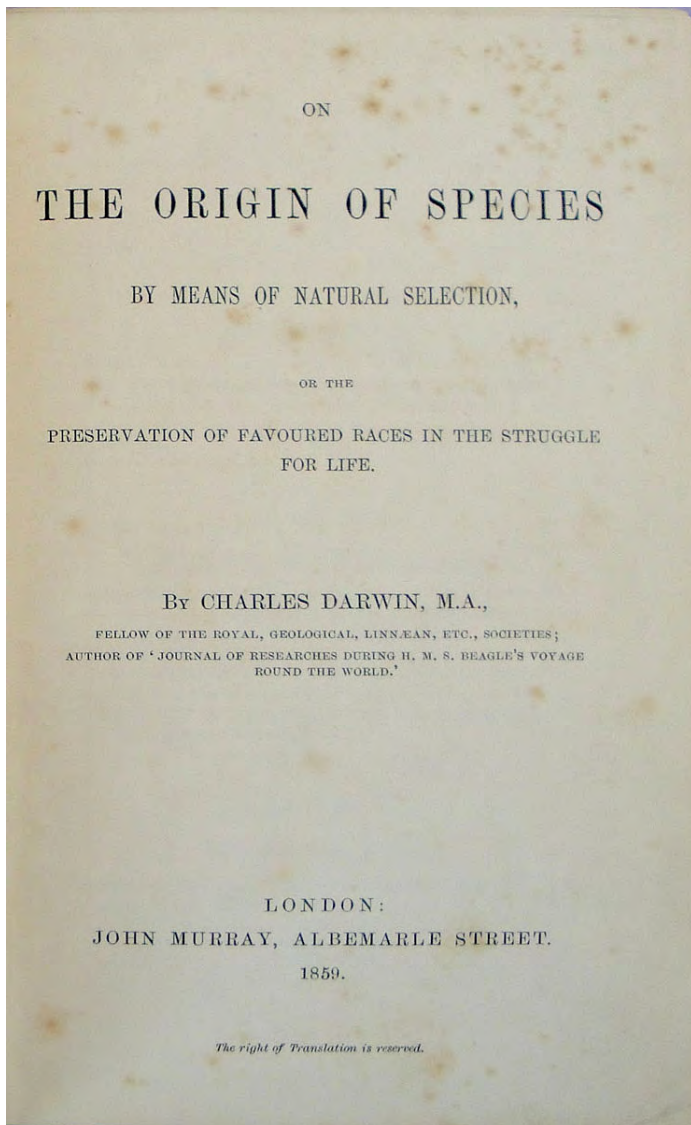 ON
THE ORIGIN OF SPECIES
BY MEANS OF NATURAL SELECTION,
OR THE
PRESERVATION OF FAVOURED RACES IN THE STRUGGLE
FOR LIFE.
By CHARLES DARWIN, M.A.,
FELLOW OF THE ROYAL, GEOLOGICAL, LINNÆAN, ETC., SOCIETIES;
AUTHOR OF ‘JOURNAL OF RESEARCHES DURING H. M. S. BEAGLE’S VOYAGE
ROUND THE WORLD.’
LONDON:
JOHN MURRAY, ALBEMARLE STREET.
1859.
The right of Translation is reserved.